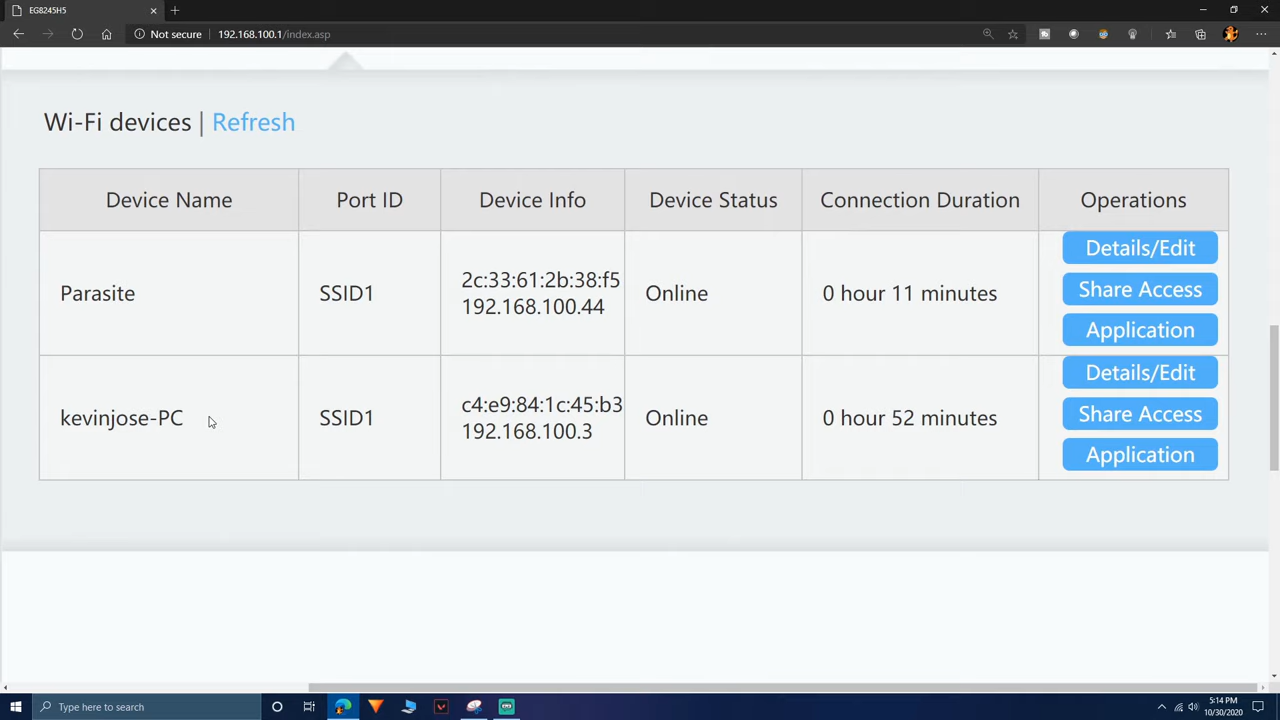 EG8245H5
Not secure 192.168.100.1/index.asp
Wi-Fi devices | Refresh
Device Name Port ID Device Info Device Status Connection Duration Operations
Parasite SSID1 2c:33:61:2b:38:f5 Online 0 hour 11 minutes Details/Edit
192.168.100.44 Share Access
Application
kevinjose-PC SSID1 c4:e9:84:1c:45:b3 Online 0 hour 52 minutes Details/Edit
192.168.100.3 Share Access
Application
Type here to search
5:14 PM
10/30/2020